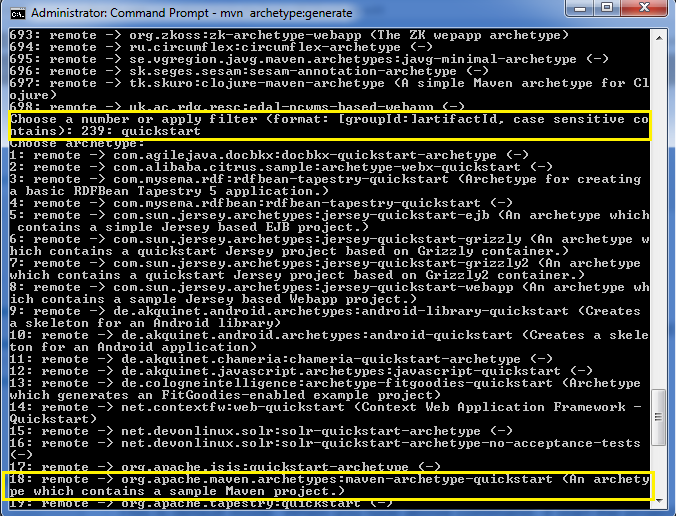 Administrator: Command Prompt - mvn  archetype:generate
693: remote -> org.zkoss:zk-archetype-webapp (The ZK wepapp archetype)
694: remote -> ru.circumflex:circumflex-archetype (-)
695: remote -> se.vgregion.javg.maven.archetypes:javg-minimal-archetype (-)
696: remote -> sk.seges.sesam:sesam-annotation-archetype (-)
697: remote -> tk.skuro:clojure-maven-archetype (A simple Maven archetype for Cl
ojure)
698: remote -> uk.ac.rdg.resc:edal-ncwms-based-webapp (-)
Choose a number or apply filter (format: [groupId:]artifactId, case sensitive co
ntains): 239: quickstart
Choose archetype:
1: remote -> com.agilejava.docbkx:docbkx-quickstart-archetype (-)
2: remote -> com.alibaba.citrus.sample:archetype-webx-quickstart (-)
3: remote -> com.mysema.rdf:rdfbean-tapestry-quickstart (Archetype for creating
a basic RDFBean Tapestry 5 application.)
4: remote -> com.mysema.rdfbean:rdfbean-tapestry-quickstart (-)
5: remote -> com.sun.jersey.archetypes:jersey-quickstart-ejb (An archetype which
 contains a simple Jersey based EJB project.)
6: remote -> com.sun.jersey.archetypes:jersey-quickstart-grizzly (An archetype w
hich contains a quickstart Jersey project based on Grizzly container.)
7: remote -> com.sun.jersey.archetypes:jersey-quickstart-grizzly2 (An archetype
which contains a quickstart Jersey project based on Grizzly2 container.)
8: remote -> com.sun.jersey.archetypes:jersey-quickstart-webapp (An archetype wh
ich contains a sample Jersey based Webapp project.)
9: remote -> de.akquinet.android.archetypes:android-library-quickstart (Creates
a skeleton for an Android library)
10: remote -> de.akquinet.android.archetypes:android-quickstart (Creates a skele
ton for an Android application)
11: remote -> de.akquinet.chameria:chameria-quickstart-archetype (-)
12: remote -> de.akquinet.javascript.archetypes:javascript-quickstart (-)
13: remote -> de.cologneintelligence:archetype-fitgoodies-quickstart (Archetype
which generates an FitGoodies-enabled example project)
14: remote -> net.contextfw:web-quickstart (Context Web Application Framework -
Quickstart)
15: remote -> net.devonlinux.solr:solr-quickstart-archetype (-)
16: remote -> net.devonlinux.solr:solr-quickstart-archetype-no-acceptance-tests
(-)
17: remote -> org.apache.isis:quickstart-archetype (-)
18: remote -> org.apache.maven.archetypes:maven-archetype-quickstart (An archety
pe which contains a sample Maven project.)
19: remote -> org.apache.tapestry:quickstart (-)